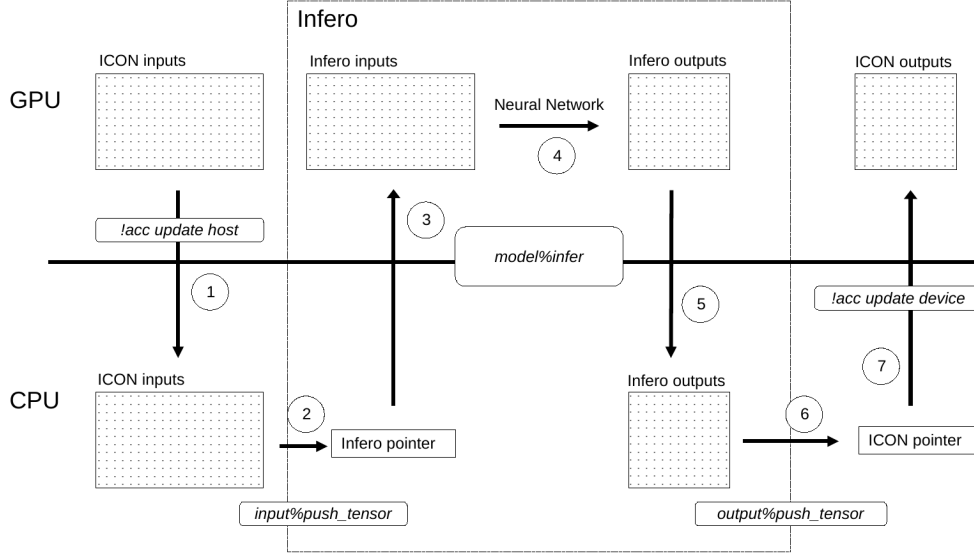 Infero
ICON inputs
Infero inputs
Infero outputs
ICON outputs
GPU
Neural Network
4
3
!acc update host
model%infer
1
5
!acc update device
7
ICON inputs
Infero outputs
CPU
2
6
Infero pointer
ICON pointer
input%push_tensor
output%push_tensor